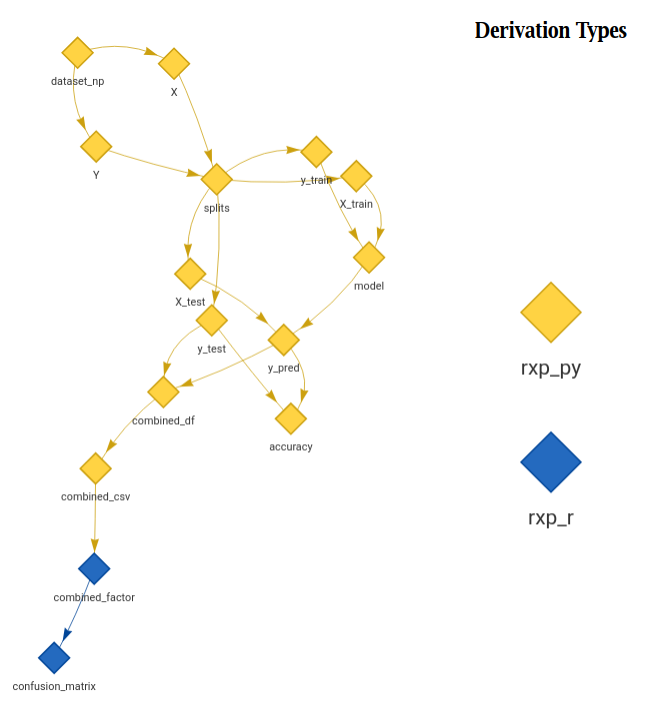 Derivation Types
dataset_np
X
Y
y_train
X_train
splits
model
X_test
y_test
y_pred
rxp_py
combined_df
accuracy
combined_csv
rxp_r
combined_factor
confusion_matrix